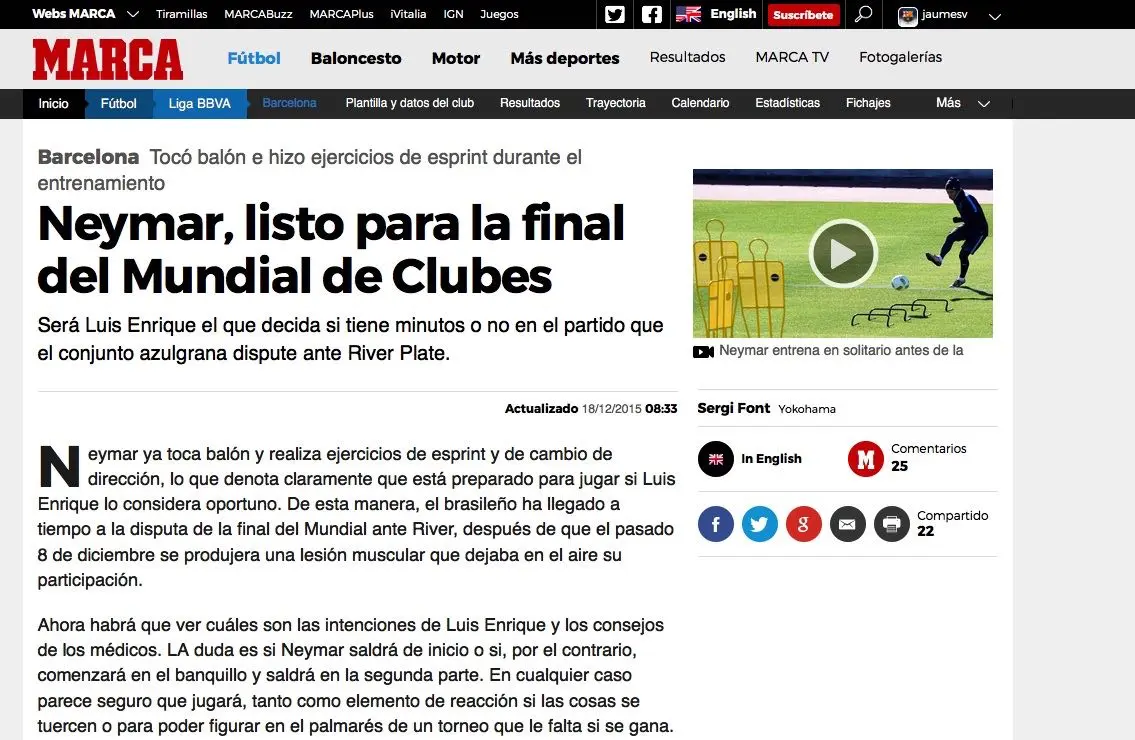 Webs MARCA Tiramillas MARCABuzz MARCAPlus iVitalia IGN Juegos English Suscríbete jaumesv
MARCA Fútbol Baloncesto Motor Más deportes Resultados MARCA TV Fotogalerías
Inicio Fútbol Liga BBVA Barcelona Plantilla y datos del club Resultados Trayectoria Calendario Estadísticas Fichajes Más
Barcelona Tocó balón e hizo ejercicios de esprint durante el
entrenamiento
Neymar, listo para la final
del Mundial de Clubes
Será Luis Enrique el que decida si tiene minutos o no en el partido que
el conjunto azulgrana dispute ante River Plate.
Actualizado 18/12/2015 08:33
Neymar ya toca balón y realiza ejercicios de esprint y de cambio de
dirección, lo que denota claramente que está preparado para jugar si Luis
Enrique lo considera oportuno. De esta manera, el brasileño ha llegado a
tiempo a la disputa de la final del Mundial ante River, después de que el pasado
8 de diciembre se produjera una lesión muscular que dejaba en el aire su
participación.
Ahora habrá que ver cuáles son las intenciones de Luis Enrique y los consejos
de los médicos. LA duda es si Neymar saldrá de inicio o si, por el contrario,
comenzará en el banquillo y saldrá en la segunda parte. En cualquier caso
parece seguro que jugará, tanto como elemento de reacción si las cosas se
tuercen o para poder figurar en el palmarés de un torneo que le falta si se gana.
Neymar entrena en solitario antes de la
Sergi Font Yokohama
In English
M
Comentarios
25
f
g
Compartido
22